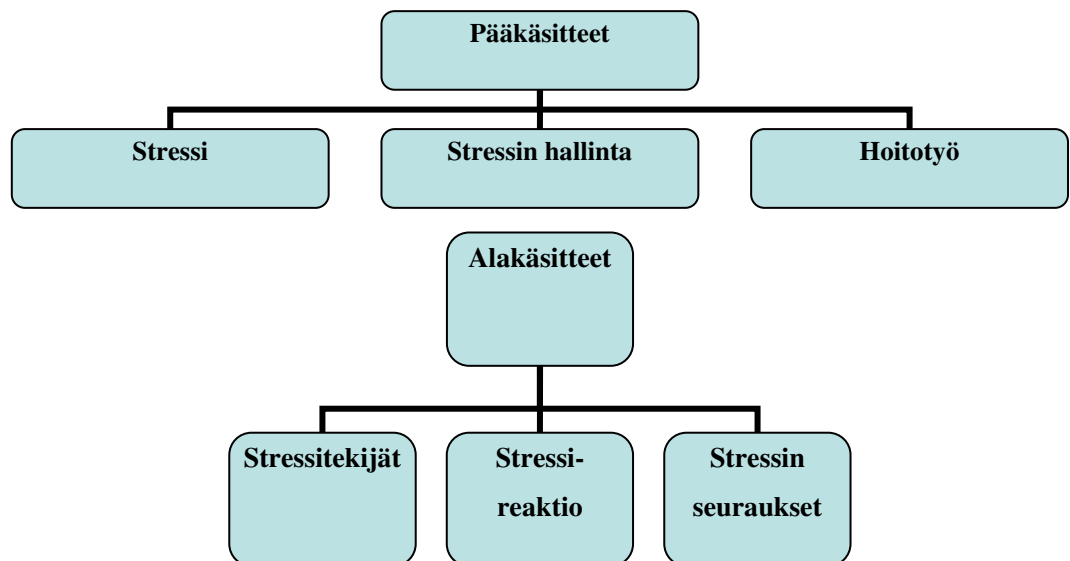 Pääkäsitteet
Stressi
Stressin hallinta
Hoitotyö
Alakäsitteet
Stressitekijät
Stressi-
reaktio
Stressin
seuraukset